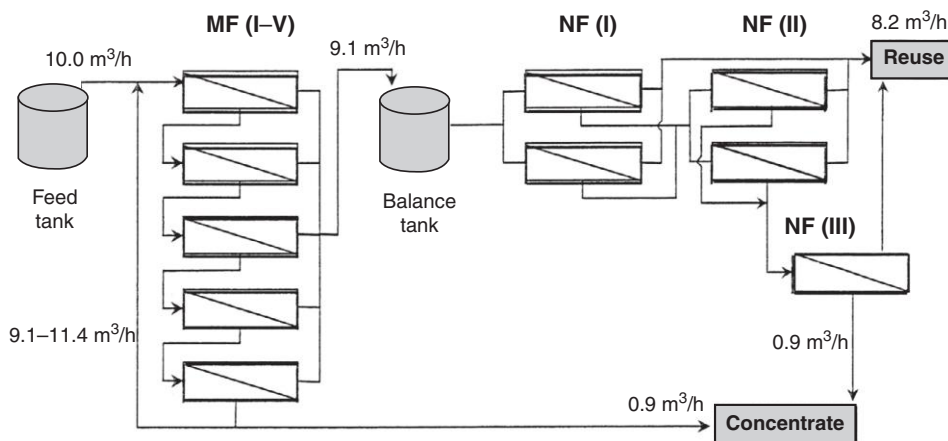 MF (I–V)
NF (I)
NF (II)
8.2 m³/h
10.0 m³/h
9.1 m³/h
Reuse
Feed
tank
Balance
tank
NF (III)
9.1–11.4 m³/h
0.9 m³/h
0.9 m³/h
Concentrate